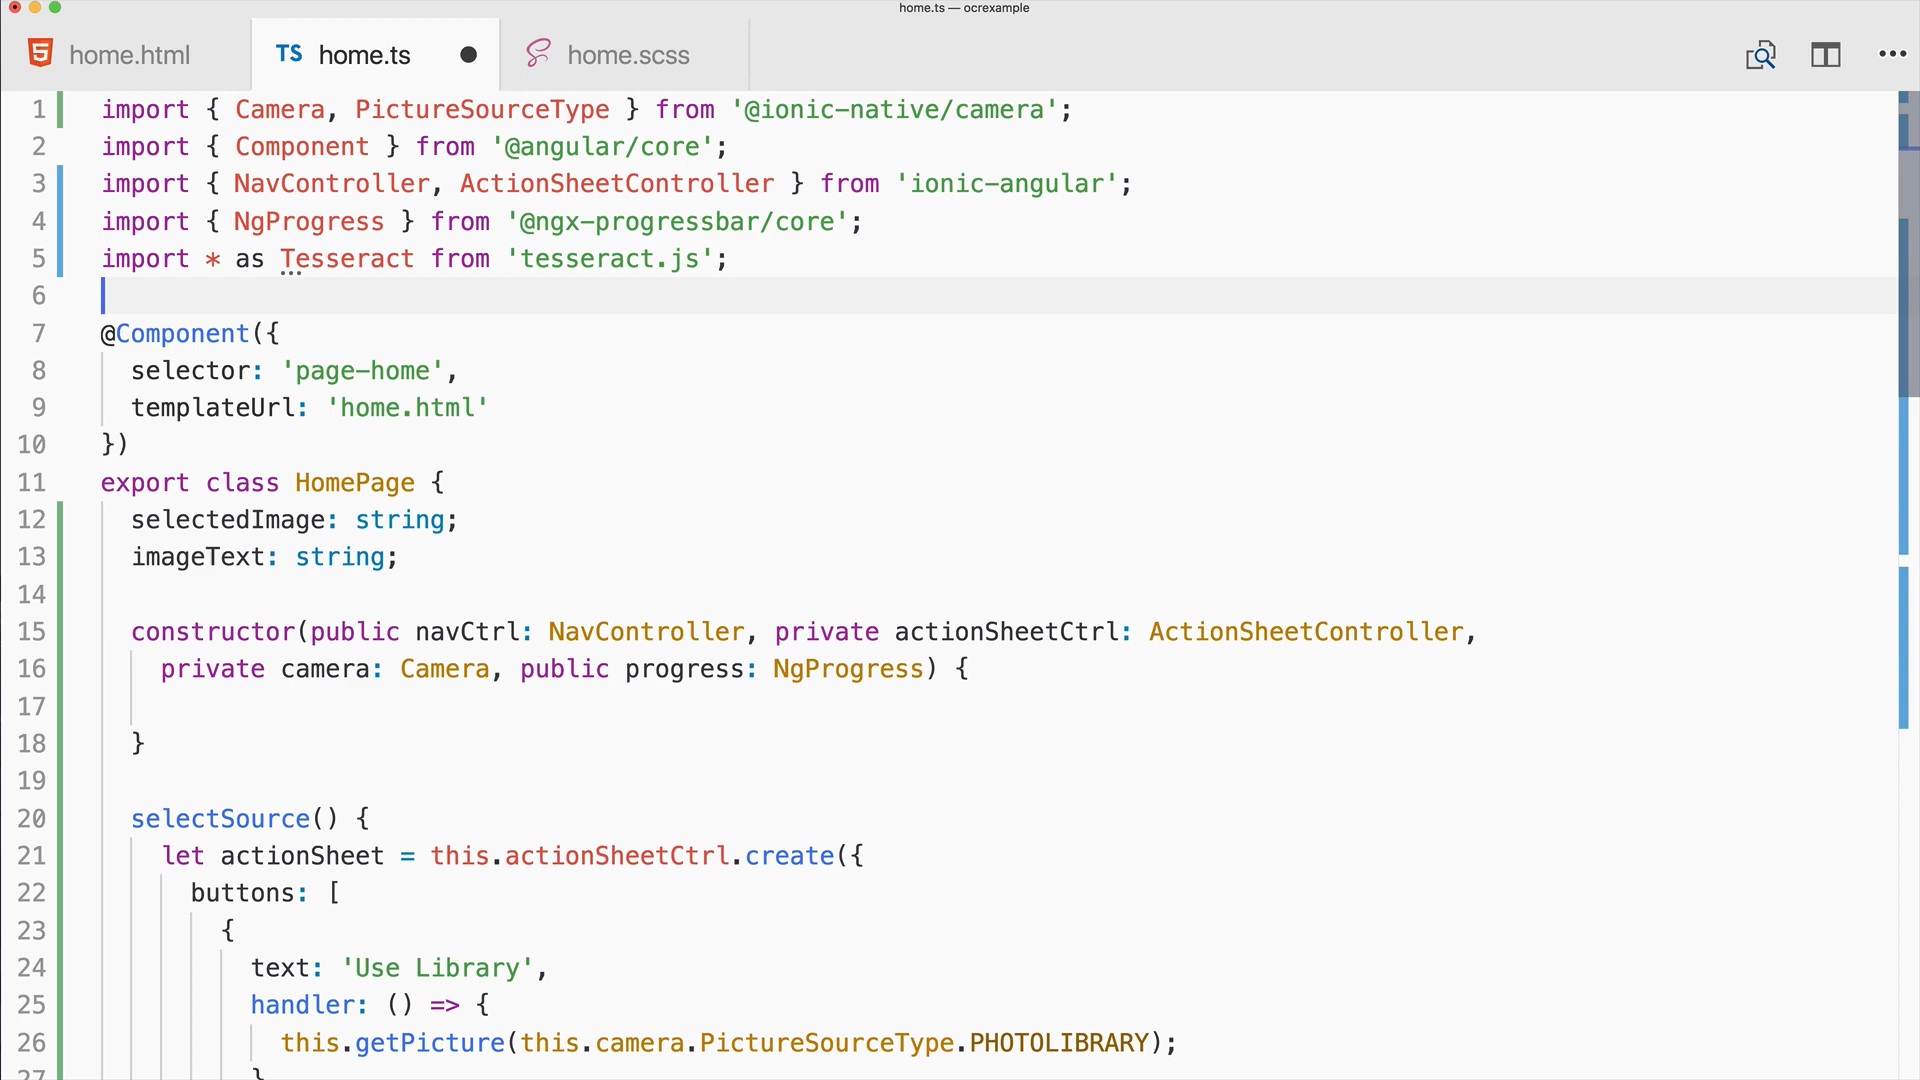 home.ts — ocrexample
home.html
TS home.ts
home.scss
1 import { Camera, PictureSourceType } from '@ionic-native/camera';
2 import { Component } from '@angular/core';
3 import { NavController, ActionSheetController } from 'ionic-angular';
4 import { NgProgress } from '@ngx-progressbar/core';
5 import * as Tesseract from 'tesseract.js';
6
7 @Component({
8   selector: 'page-home',
9   templateUrl: 'home.html'
10 })
11 export class HomePage {
12   selectedImage: string;
13   imageText: string;
14
15   constructor(public navCtrl: NavController, private actionSheetCtrl: ActionSheetController,
16     private camera: Camera, public progress: NgProgress) {
17
18   }
19
20   selectSource() {
21     let actionSheet = this.actionSheetCtrl.create({
22       buttons: [
23         {
24           text: 'Use Library',
25           handler: () => {
26             this.getPicture(this.camera.PictureSourceType.PHOTOLIBRARY);
27           }